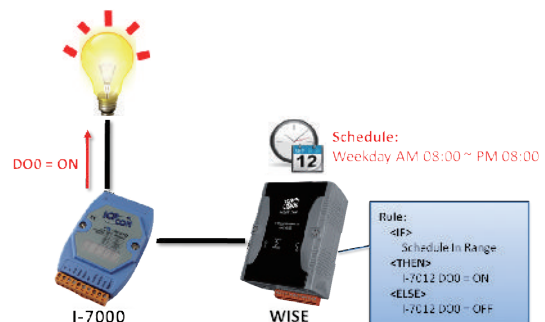 Schedule:
Weekday AM 08:00 ~ PM 08:00
12
DO0 = ON
Rule:
<IF>
Schedule In Range
<THEN>
I-7012 DO0 = ON
<ELSE>
I-7012 DO0 = OFF
I-7000
WISE